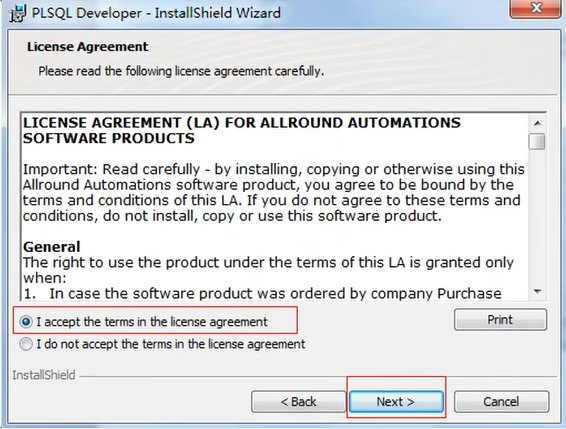 PLSQL Developer - InstallShield Wizard
License Agreement
Please read the following license agreement carefully.
LICENSE AGREEMENT (LA) FOR ALLROUND AUTOMATIONS
SOFTWARE PRODUCTS
Important: Read carefully - by installing, copying or otherwise using this
Allround Automations software product, you agree to be bound by the
terms and conditions of this LA. If you do not agree to these terms and
conditions, do not install, copy or use this software product.
General
The right to use the product under the terms of this LA is granted only
when:
1. In case the software product was ordered by company Purchase
I accept the terms in the license agreement
Print
I do not accept the terms in the license agreement
InstallShield
< Back
Next >
Cancel